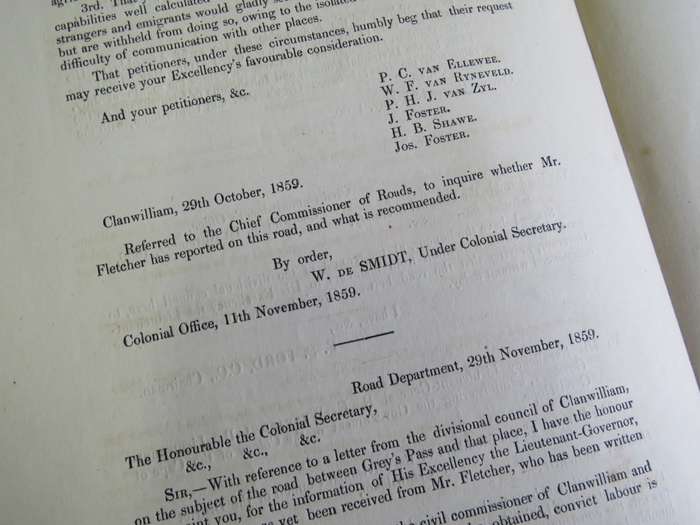 3rd. That
capabilities well calculated
strangers and emigrants would gladly
but are withheld from doing so, owing to the isolated
difficulty of communication with other places.
That petitioners, under these circumstances, humbly beg that their request
may receive your Excellency's favourable consideration.
And your petitioners, &c.
P. C. VAN ELLEWEE.
W. F. VAN RYNEVELD.
P. H. J. VAN ZYL.
J. FOSTER.
H. B. SHAWE.
JOS. FOSTER.
Clanwilliam, 29th October, 1859.
Referred to the Chief Commissioner of Roads, to inquire whether Mr.
Fletcher has reported on this road, and what is recommended.
By order,
W. DE SMIDT, Under Colonial Secretary.
Colonial Office, 11th November, 1859.
Road Department, 29th November, 1859.
The Honourable the Colonial Secretary,
&c., &c., &c.
SIR,—With reference to a letter from the divisional council of Clanwilliam,
on the subject of the road between Grey's Pass and that place, I have the honour
you, for the information of His Excellency the Lieutenant-Governor,
yet been received from Mr. Fletcher, who has been written
civil commissioner of Clanwilliam and
obtained, convict labour is